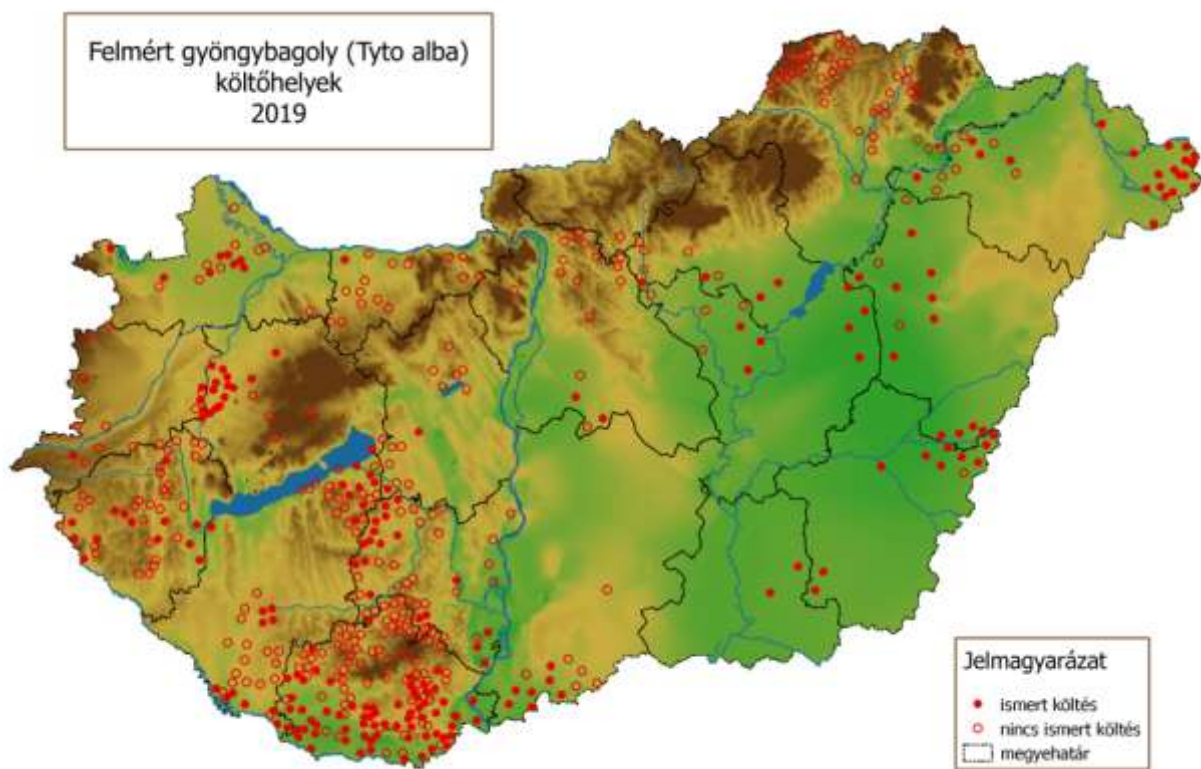 Felmért gyöngybagoly (Tyto alba)
költőhelyek
2019
Jelmagyarázat
ismert költés
nincs ismert költés
megyehatár